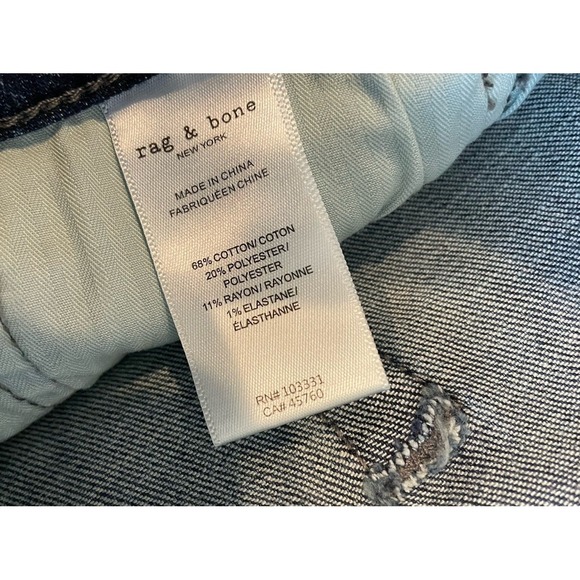 rag & bone
NEW YORK
MADE IN CHINA
FABRIQUÉEN CHINE
68% COTTON/ COTON
20% POLYESTER/
POLYESTER
11% RAYON/ RAYONNE
1% ELASTANE/
ÉLASTHANNE
RN# 103331
CA# 45760